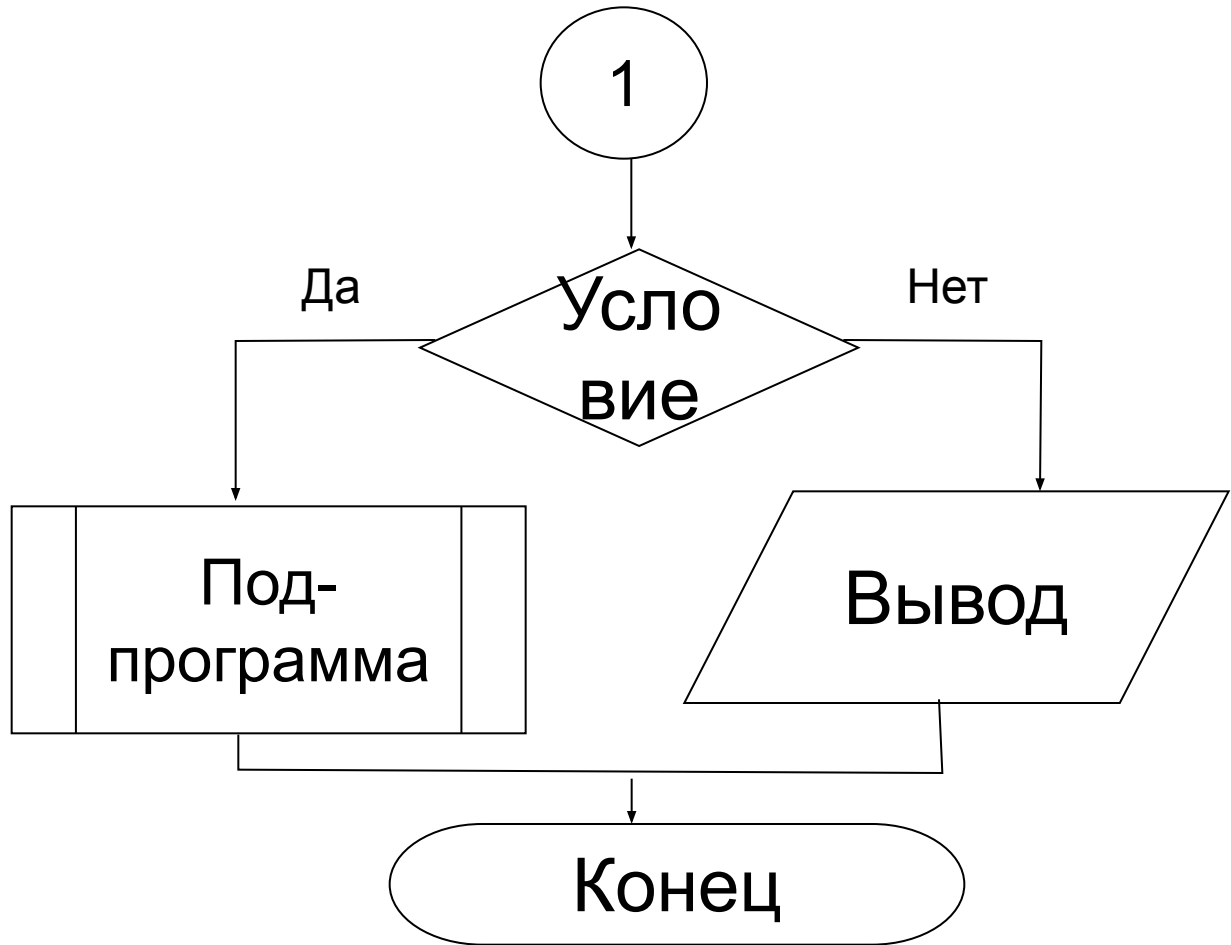 1
Да
Нет
Усло
вие
Под-
программа
Вывод
Конец